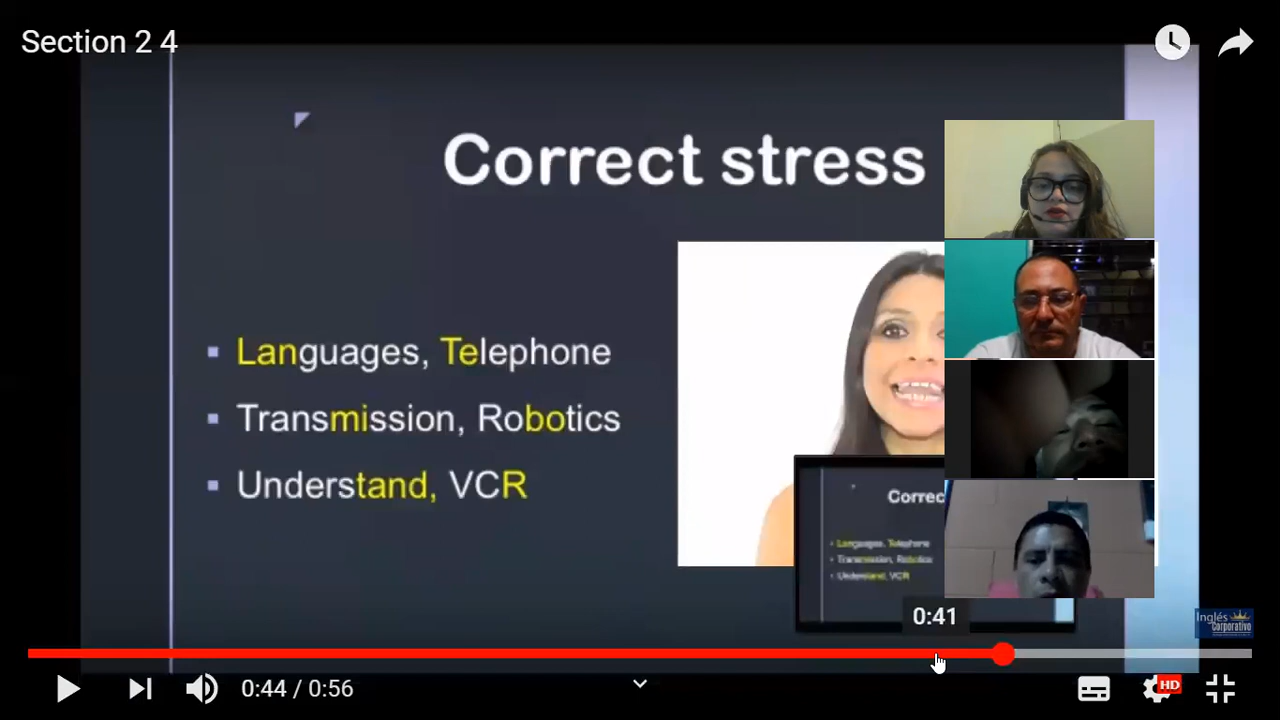 Section 2 4
Correct stress
Languages, Telephone
Transmission, Robotics
Understand, VCR
Correc
Languages, Telephone
Transmission, Robotics
Understand, VCR
0:41
Inglés
Corporativo
0:44 / 0:56
HD